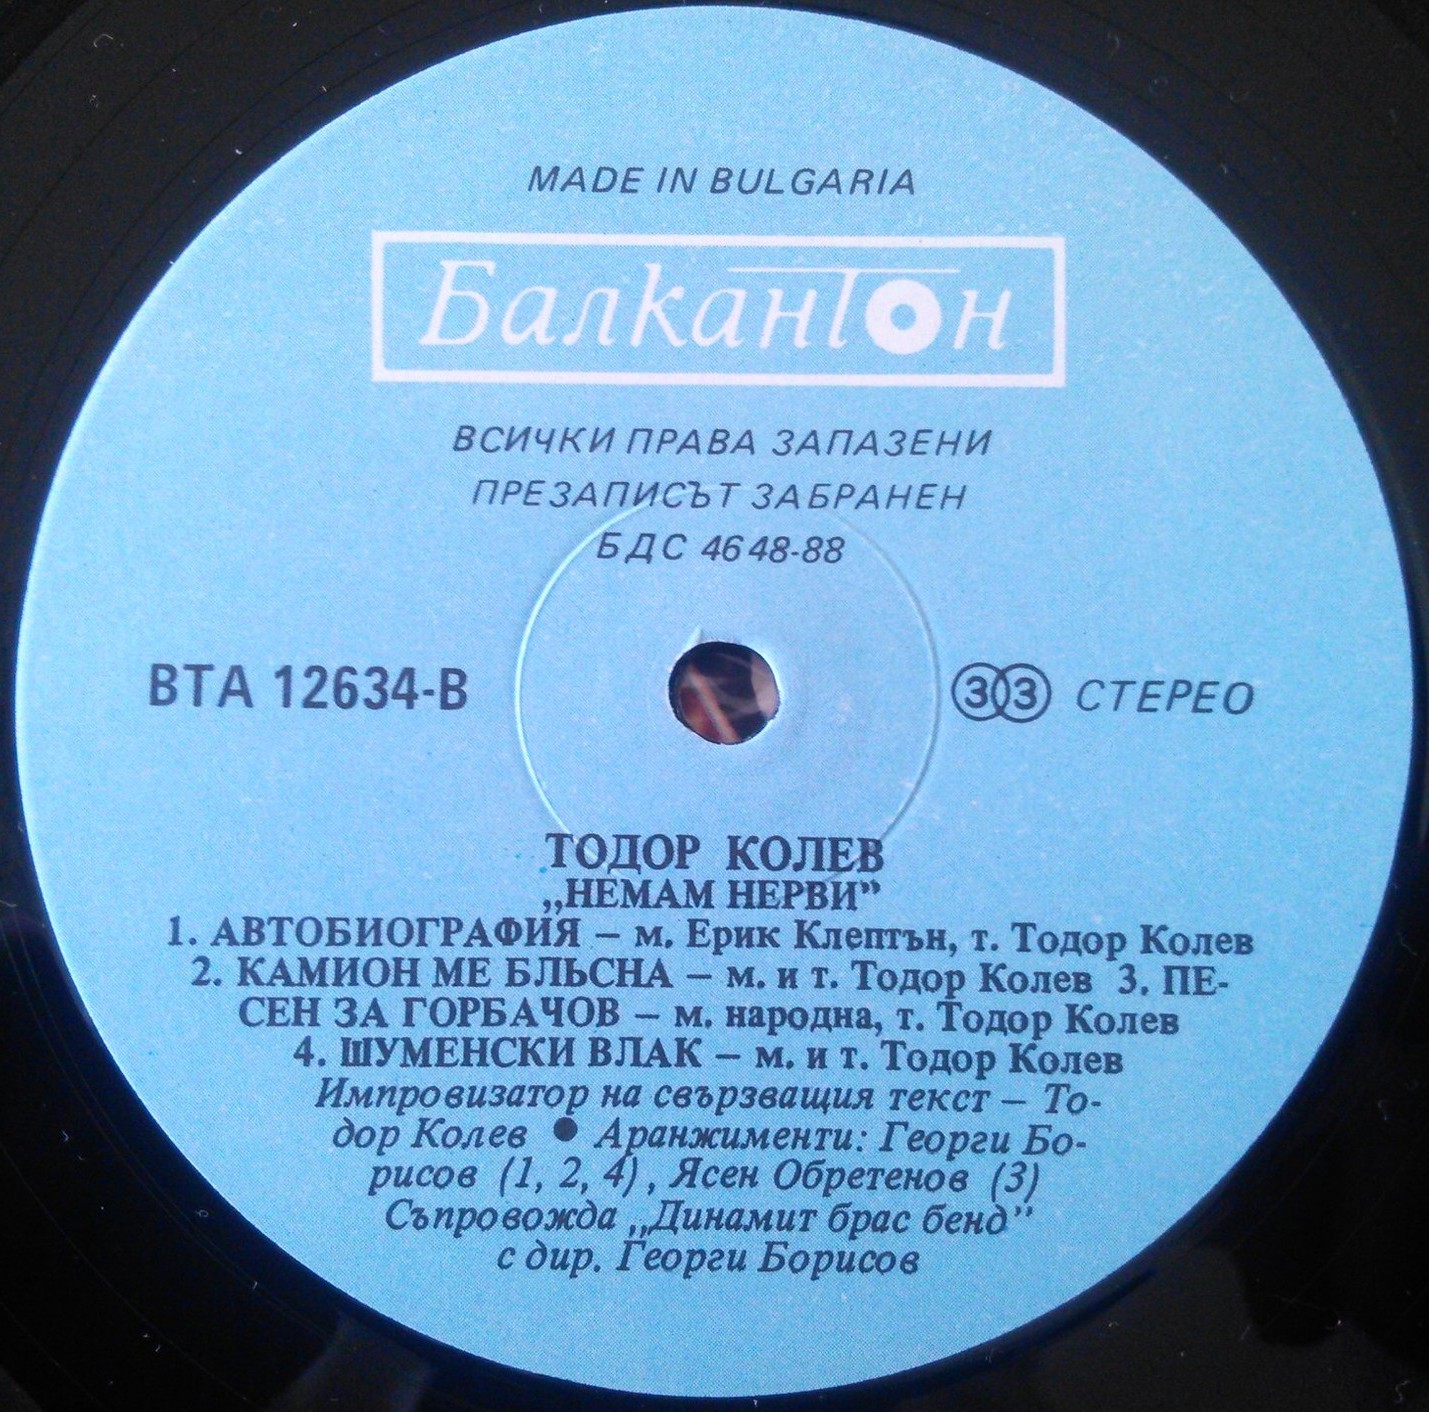 MADE IN BULGARIA
БалканТон
ВСИЧКИ ПРАВА ЗАПАЗЕНИ
ПРЕЗАПИСЪТ ЗАБРАНЕН
БДС 4648-88
ВТА 12634-В
33 СТЕРЕО
ТОДОР КОЛЕВ
„НЕМАМ НЕРВИ”
1. АВТОБИОГРАФИЯ – м. Ерик Клептън, т. Тодор Колев
2. КАМИОН МЕ БЛЬСНА – м. и т. Тодор Колев 3. ПЕ-
СЕН ЗА ГОРБАЧОВ – м. народна, т. Тодор Колев
4. ШУМЕНСКИ ВЛАК – м. и т. Тодор Колев
Импровизатор на свързващия текст – То-
дор Колев ● Аранжименти: Георги Бо-
рисов (1, 2, 4), Ясен Обретенов (3)
Съпровожда „Динамит брас бенд”
с дир. Георги Борисов